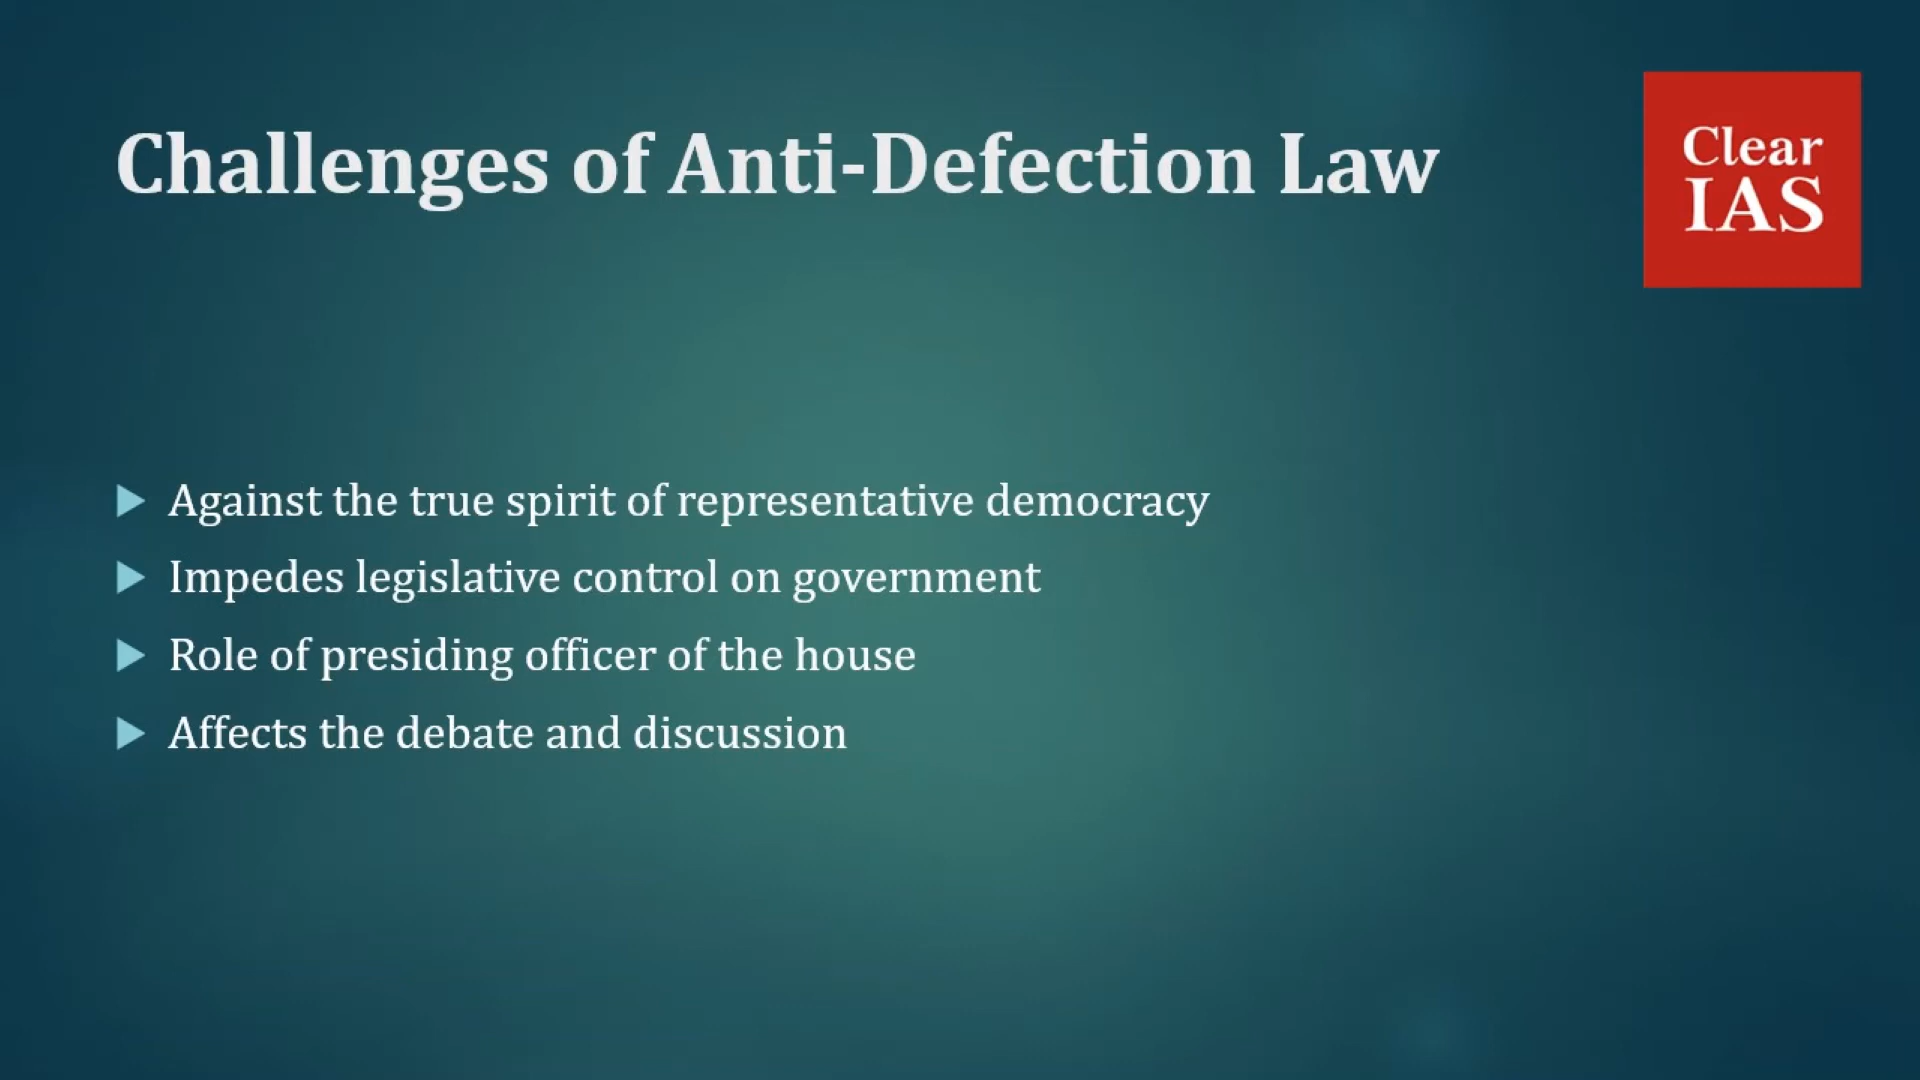 Challenges of Anti-Defection Law
Clear
IAS
Against the true spirit of representative democracy
Impedes legislative control on government
Role of presiding officer of the house
Affects the debate and discussion